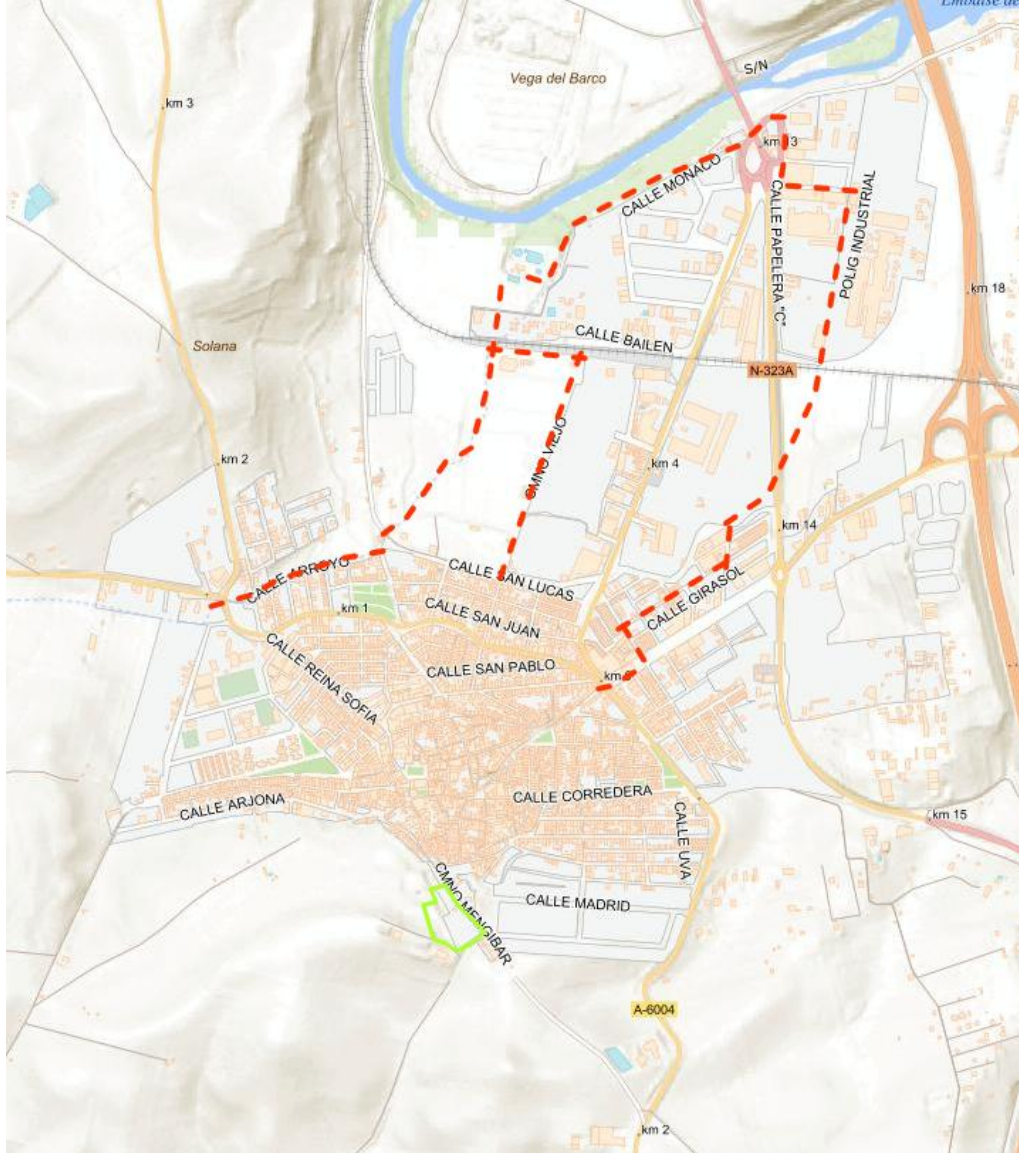 Embalse de
S/N
Vega del Barco
km 3
km 13
CALLE MONACO
CALLE PAPELERA "C"
POLIG INDUSTRIAL
km 18
CALLE BAILEN
Solana
N-323A
CMNO VIEJO
km 2
km 4
km 14
CALLE ARROYO
CALLE SAN LUCAS
CALLE GIRASOL
km 1
CALLE SAN JUAN
CALLE SAN PABLO
CALLE REINA SOFIA
CALLE ARJONA
CALLE CORREDERA
CALLE UVA
km 15
CMNO MENGIBAR
CALLE MADRID
A-6004
km 2